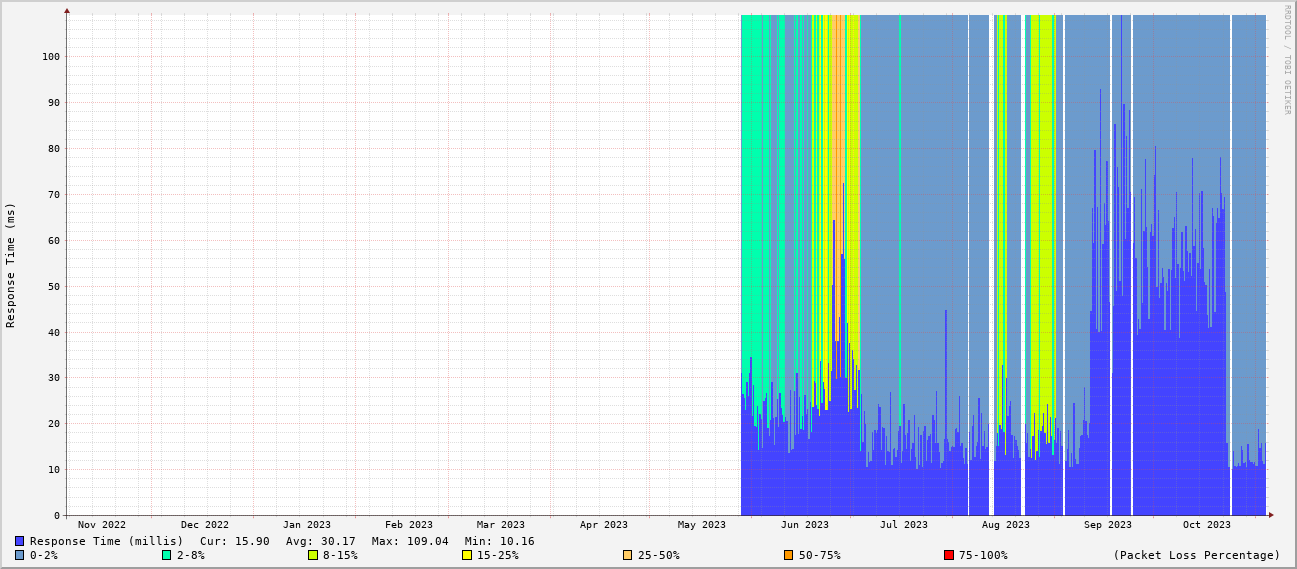 RRDTOOL / TOBI OETIKER
Response Time (ms)
100
90
80
70
60
50
40
30
20
10
0
Nov 2022 Dec 2022 Jan 2023 Feb 2023 Mar 2023 Apr 2023 May 2023 Jun 2023 Jul 2023 Aug 2023 Sep 2023 Oct 2023
Response Time (millis) Cur: 15.90 Avg: 30.17 Max: 109.04 Min: 10.16
0-2% 2-8% 8-15% 15-25% 25-50% 50-75% 75-100% (Packet Loss Percentage)